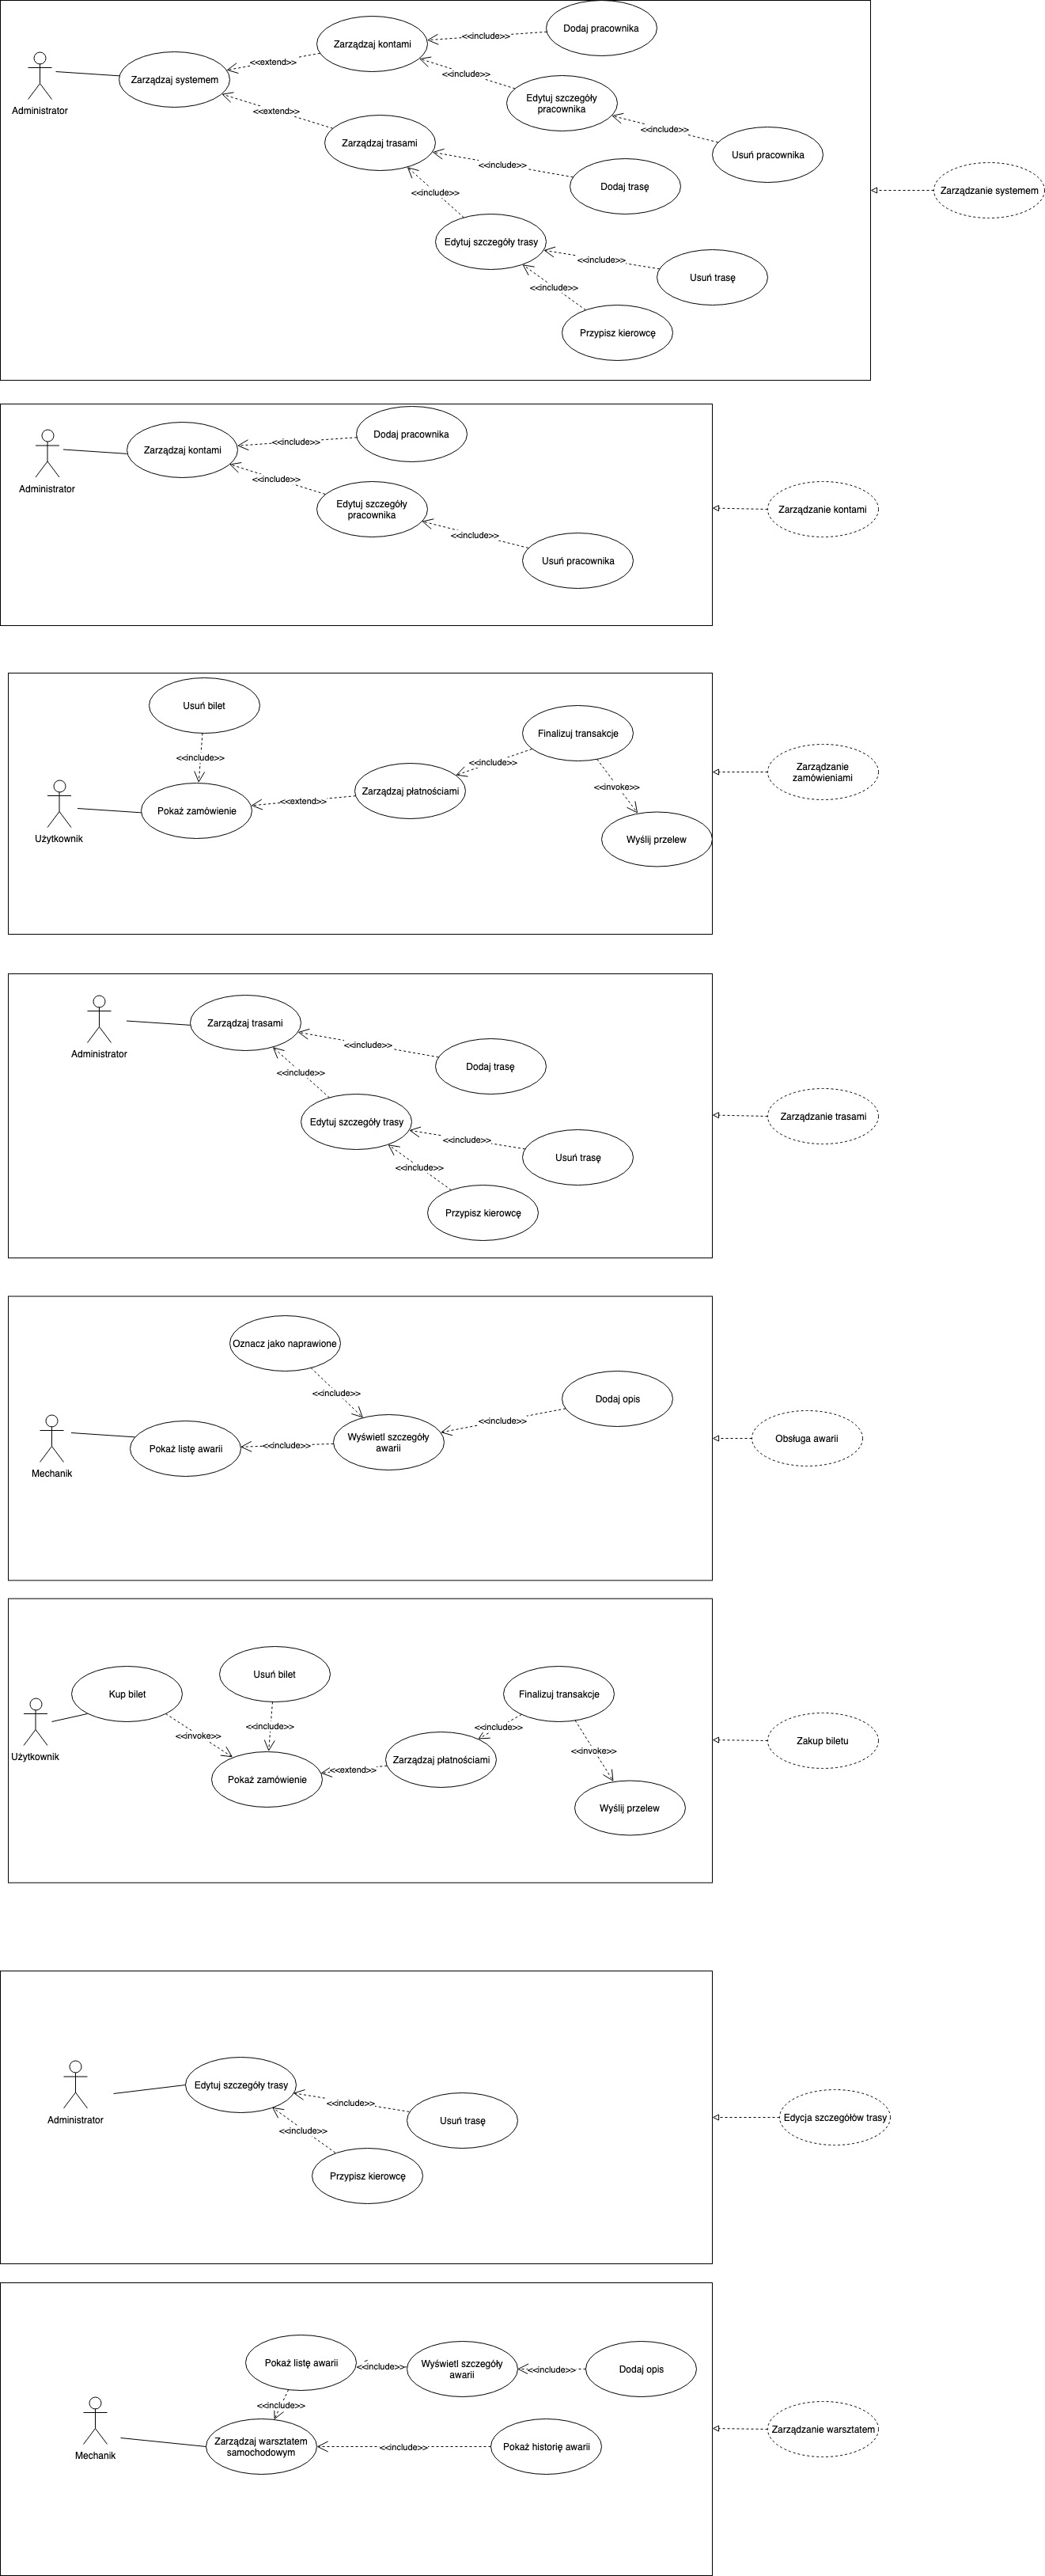 Dodaj pracownika
<<include>>
Zarządzaj kontami
<<extend>>
<<include>>
Zarządzaj systemem
Administrator
Edytuj szczegóły
pracownika
<<extend>>
<<include>>
Zarządzaj trasami
Usuń pracownika
<<include>>
Dodaj trasę
<<include>>
Zarządzanie systemem
Edytuj szczegóły trasy
<<include>>
Usuń trasę
<<include>>
Przypisz kierowcę
Dodaj pracownika
<<include>>
Zarządzaj kontami
Administrator
<<include>>
Edytuj szczegóły
pracownika
<<include>>
Usuń pracownika
Zarządzanie kontami
Usuń bilet
<<include>>
Finalizuj transakcje
<<include>>
Zarządzaj płatnościami
<<extend>>
<<invoke>>
Pokaż zamówienie
Użytkownik
Wyślij przelew
Zarządzanie
zamówieniami
Zarządzaj trasami
Administrator
<<include>>
Dodaj trasę
<<include>>
Edytuj szczegóły trasy
<<include>>
Usuń trasę
<<include>>
Przypisz kierowcę
Zarządzanie trasami
Oznacz jako naprawione
<<include>>
Dodaj opis
<<include>>
Wyświetl szczegóły
awarii
<<include>>
Pokaż listę awarii
Mechanik
Obsługa awarii
Usuń bilet
Kup bilet
Finalizuj transakcje
<<include>>
<<include>>
<<invoke>>
Użytkownik
<<invoke>>
Zarządzaj płatnościami
<<extend>>
Pokaż zamówienie
Wyślij przelew
Zakup biletu
Edytuj szczegóły trasy
Administrator
<<include>>
Usuń trasę
<<include>>
Przypisz kierowcę
Edycja szczegółów trasy
Pokaż listę awarii
<<include>>
Wyświetl szczegóły
awarii
<<include>>
Dodaj opis
<<include>>
Zarządzaj warsztatem
samochodowym
Mechanik
<<include>>
Pokaż historię awarii
Zarządzanie warsztatem